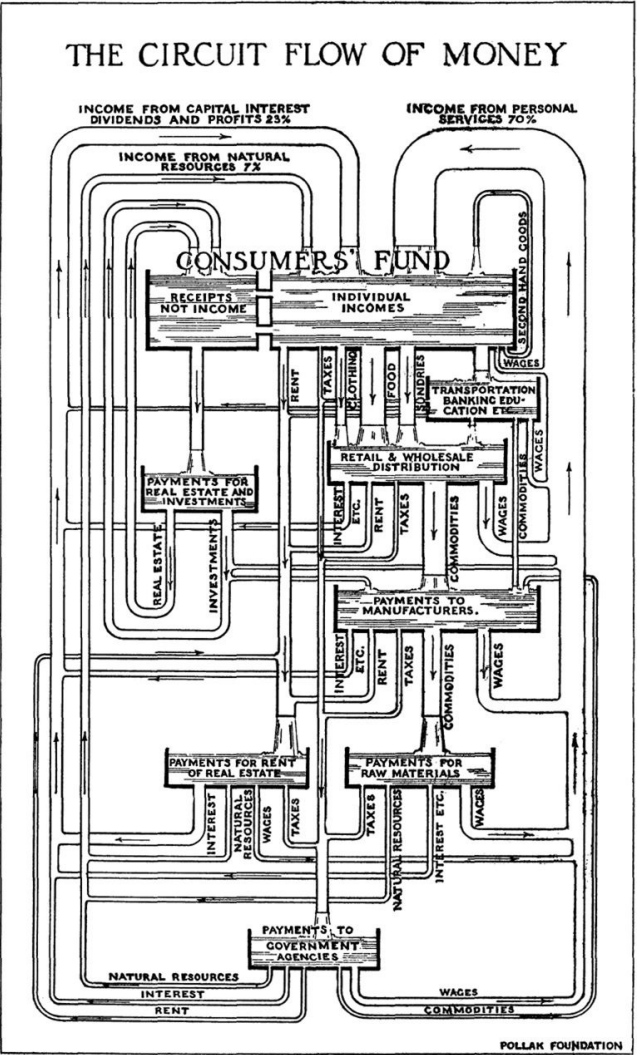 THE CIRCUIT FLOW OF MONEY
INCOME FROM CAPITAL INTEREST
DIVIDENDS AND PROFITS 23%
INCOME FROM PERSONAL
SERVICES 70%
INCOME FROM NATURAL
RESOURCES 7%
CONSUMERS' FUND
SECOND HAND GOODS
RECEIPTS
NOT INCOME
INDIVIDUAL
INCOMES
RENT
TAXES
CLOTHING
FOOD
SUNDRIES
WAGES
TRANSPORTATION
BANKING EDU-
CATION ETC
WAGES
COMMODITIES
RETAIL & WHOLESALE
DISTRIBUTION
PAYMENTS FOR
REAL ESTATE AND
INVESTMENTS
INTEREST
ETC.
RENT
TAXES
COMMODITIES
WAGES
REAL ESTATE
INVESTMENTS
PAYMENTS TO
MANUFACTURERS.
INTEREST
ETC.
RENT
TAXES
COMMODITIES
WAGES
PAYMENTS FOR RENT
OF REAL ESTATE
PAYMENTS FOR
RAW MATERIALS
INTEREST
NATURAL
RESOURCES
WAGES
TAXES
TAXES
NATURAL RESOURCES
INTEREST ETC.
WAGES
PAYMENTS TO
GOVERNMENT
AGENCIES
NATURAL RESOURCES
INTEREST
RENT
WAGES
COMMODITIES
POLLAK FOUNDATION